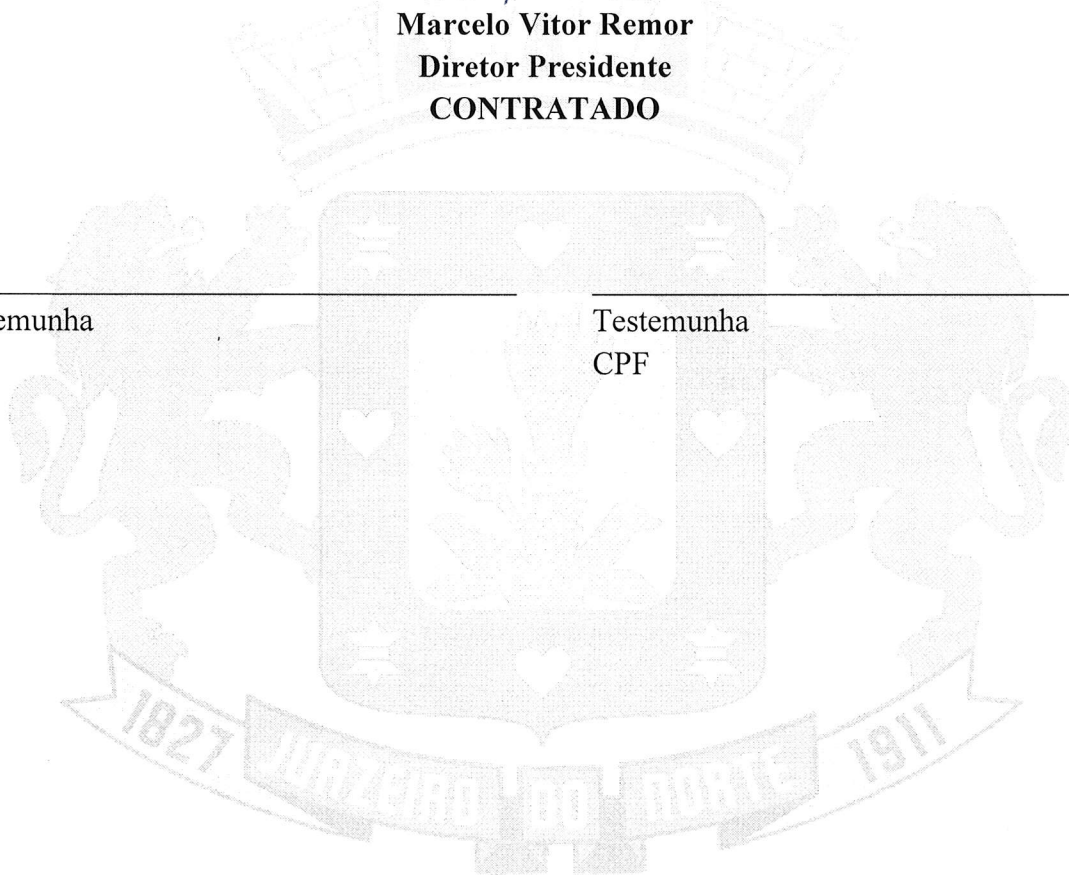 Marcelo Vitor Remor
Diretor Presidente
CONTRATADO
emunha
Testemunha
CPF
1827 JUAZEIRO DO NORTE 1911